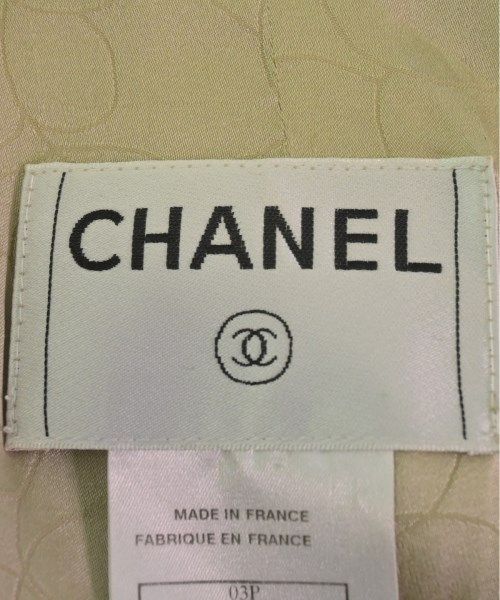 CHANEL
MADE IN FRANCE
FABRIQUE EN FRANCE
03P